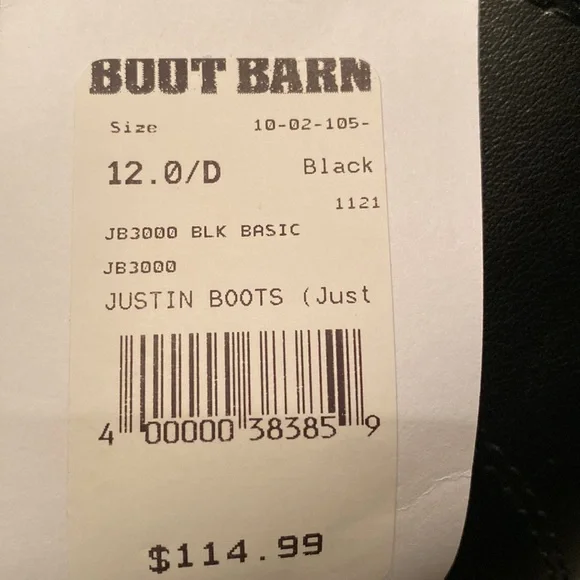 BOOT BARN
Size 10-02-105-
12.0/D Black
1121
JB3000 BLK BASIC
JB3000
JUSTIN BOOTS (Just
4 00000 38385 9
$114.99